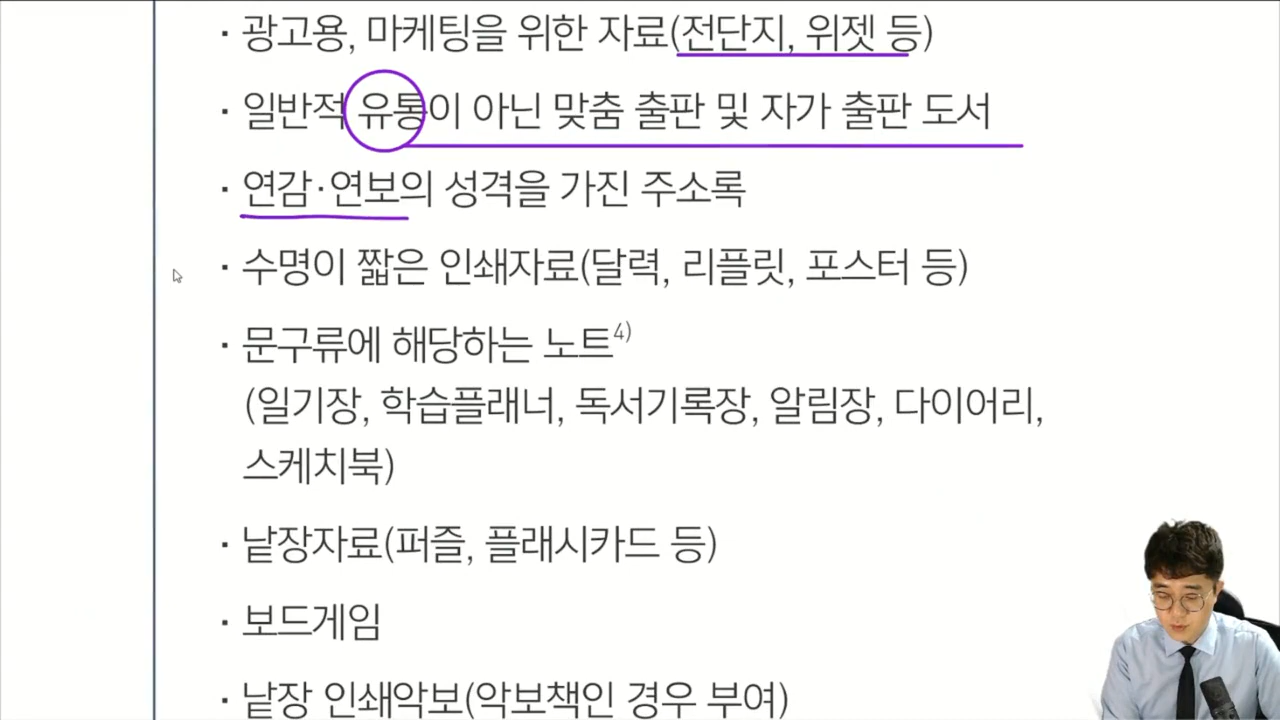 · 광고용, 마케팅을 위한 자료(전단지, 위젯 등)
· 일반적 유통이 아닌 맞춤 출판 및 자가 출판 도서
· 연감·연보의 성격을 가진 주소록
· 수명이 짧은 인쇄자료(달력, 리플릿, 포스터 등)
· 문구류에 해당하는 노트4)
(일기장, 학습플래너, 독서기록장, 알림장, 다이어리,
스케치북)
· 낱장자료(퍼즐, 플래시카드 등)
· 보드게임
· 낱장 인쇄악보(악보책인 경우 부여)